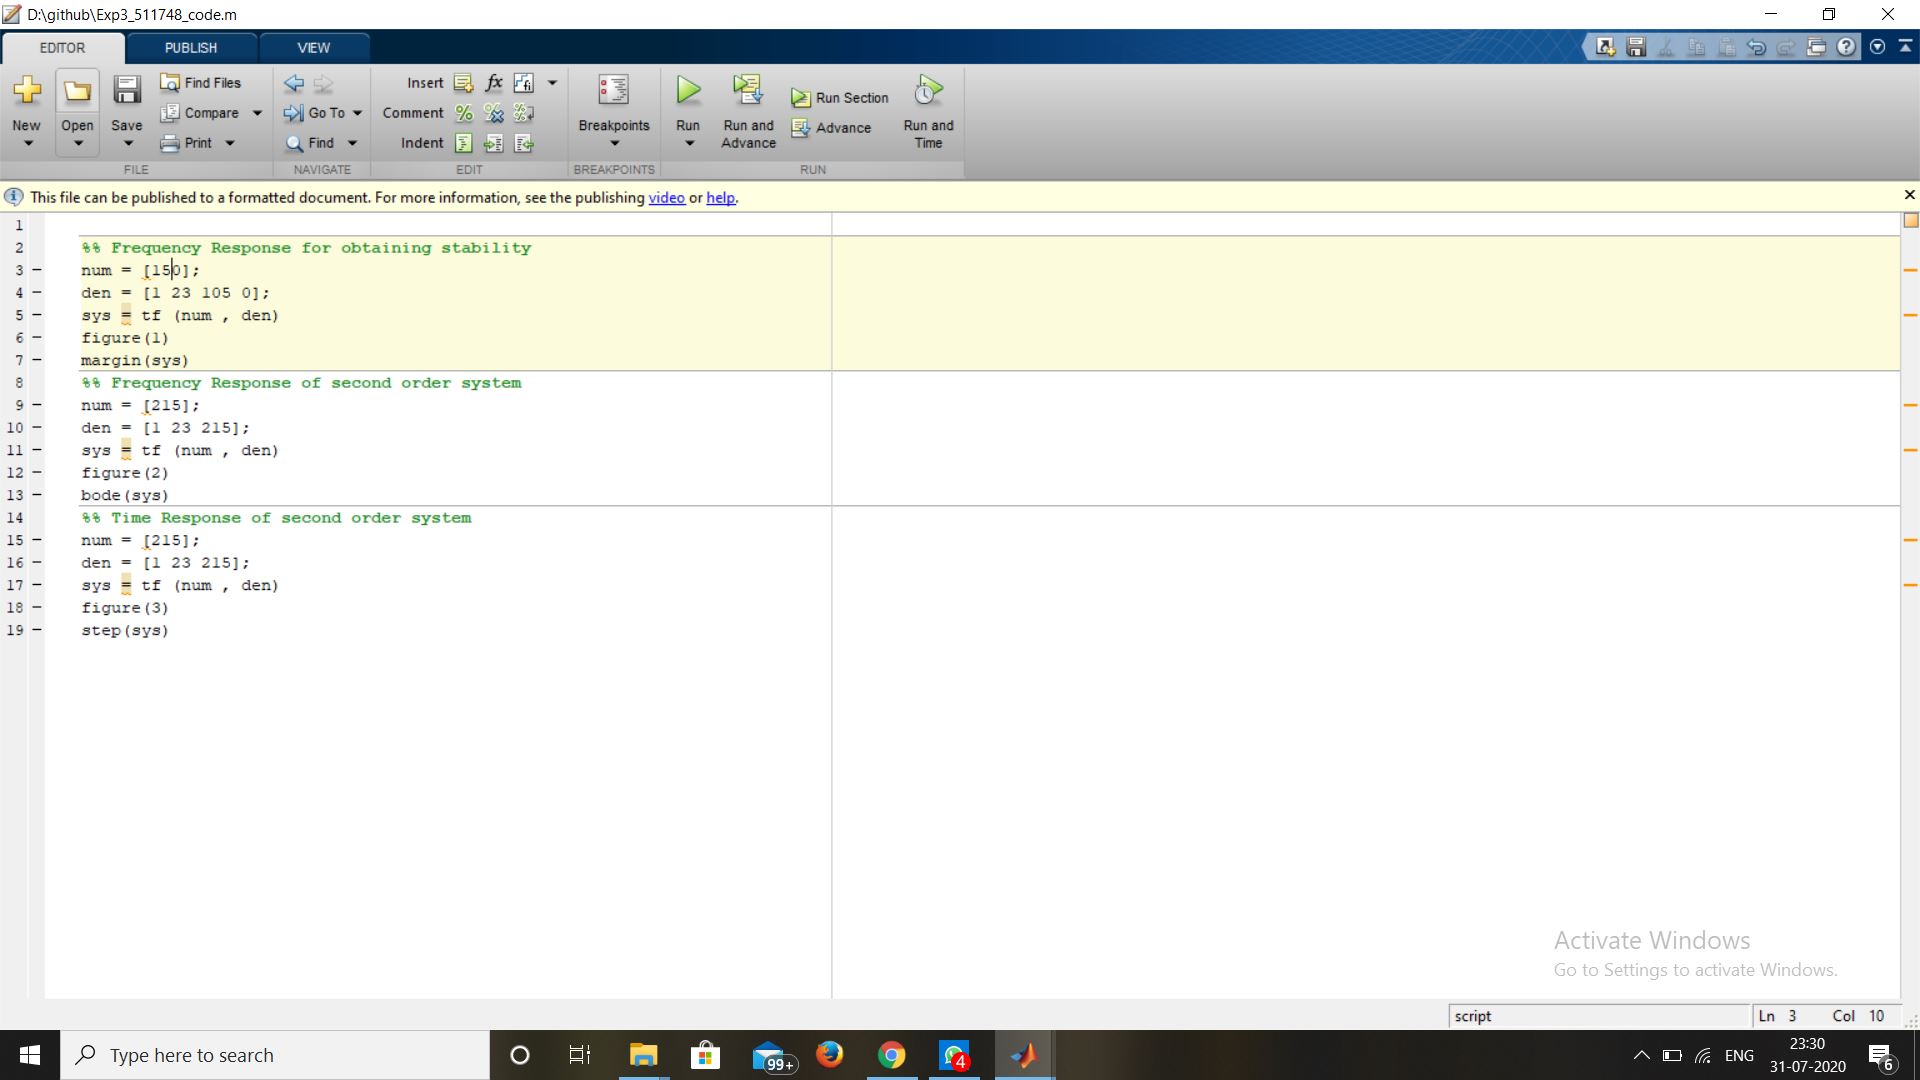 D:\github\Exp3_511748_code.m
EDITOR PUBLISH VIEW
Find Files Insert fx
Compare Go To Comment Run Section
New Open Save Breakpoints Run Run and Advance Run and Time
Print Find Indent Advance
FILE NAVIGATE EDIT BREAKPOINTS RUN
This file can be published to a formatted document. For more information, see the publishing video or help.
1
2 %% Frequency Response for obtaining stability
3 – num = [150];
4 – den = [1 23 105 0];
5 – sys = tf (num , den)
6 – figure(1)
7 – margin(sys)
8 %% Frequency Response of second order system
9 – num = [215];
10 – den = [1 23 215];
11 – sys = tf (num , den)
12 – figure(2)
13 – bode(sys)
14 %% Time Response of second order system
15 – num = [215];
16 – den = [1 23 215];
17 – sys = tf (num , den)
18 – figure(3)
19 – step(sys)
Activate Windows
Go to Settings to activate Windows.
script Ln 3 Col 10
Type here to search 99+ 4 ENG 23:30
31-07-2020 6